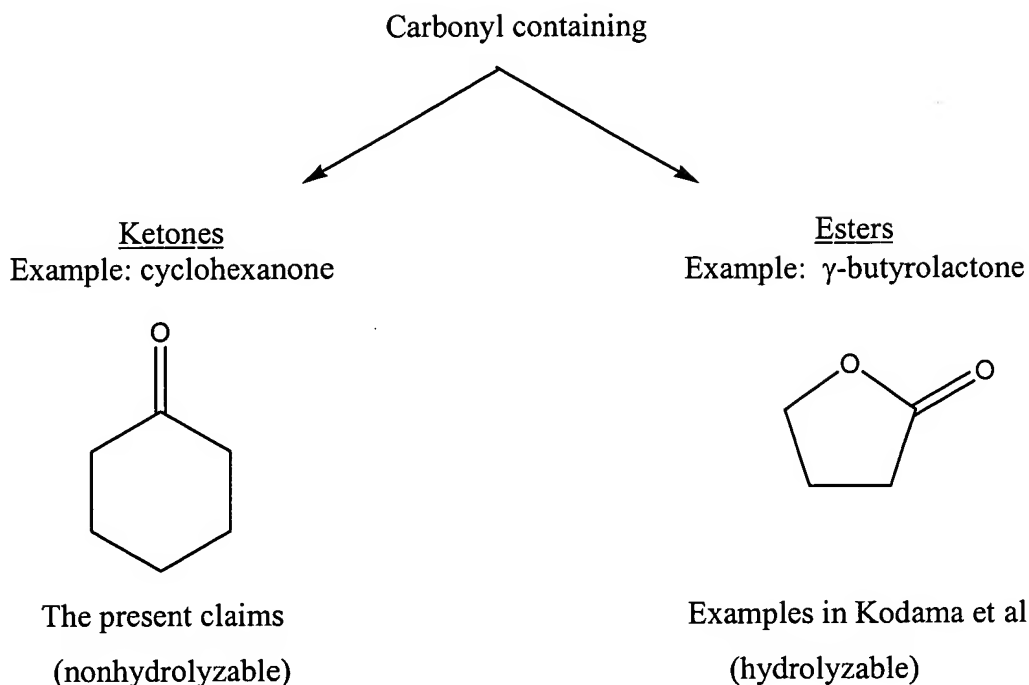 Carbonyl containing
Ketones
Example: cyclohexanone
O
The present claims
(nonhydrolyzable)
Esters
Example: γ-butyrolactone
O
O
Examples in Kodama et al
(hydrolyzable)